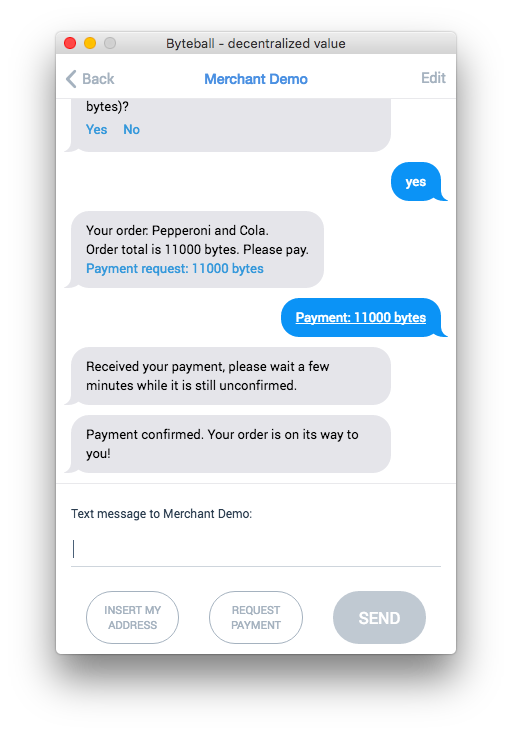 Byteball - decentralized value
Back
Merchant Demo
Edit
bytes)?
Yes No
yes
Your order: Pepperoni and Cola.
Order total is 11000 bytes. Please pay.
Payment request: 11000 bytes
Payment: 11000 bytes
Received your payment, please wait a few
minutes while it is still unconfirmed.
Payment confirmed. Your order is on its way to
you!
Text message to Merchant Demo:
INSERT MY
ADDRESS
REQUEST
PAYMENT
SEND